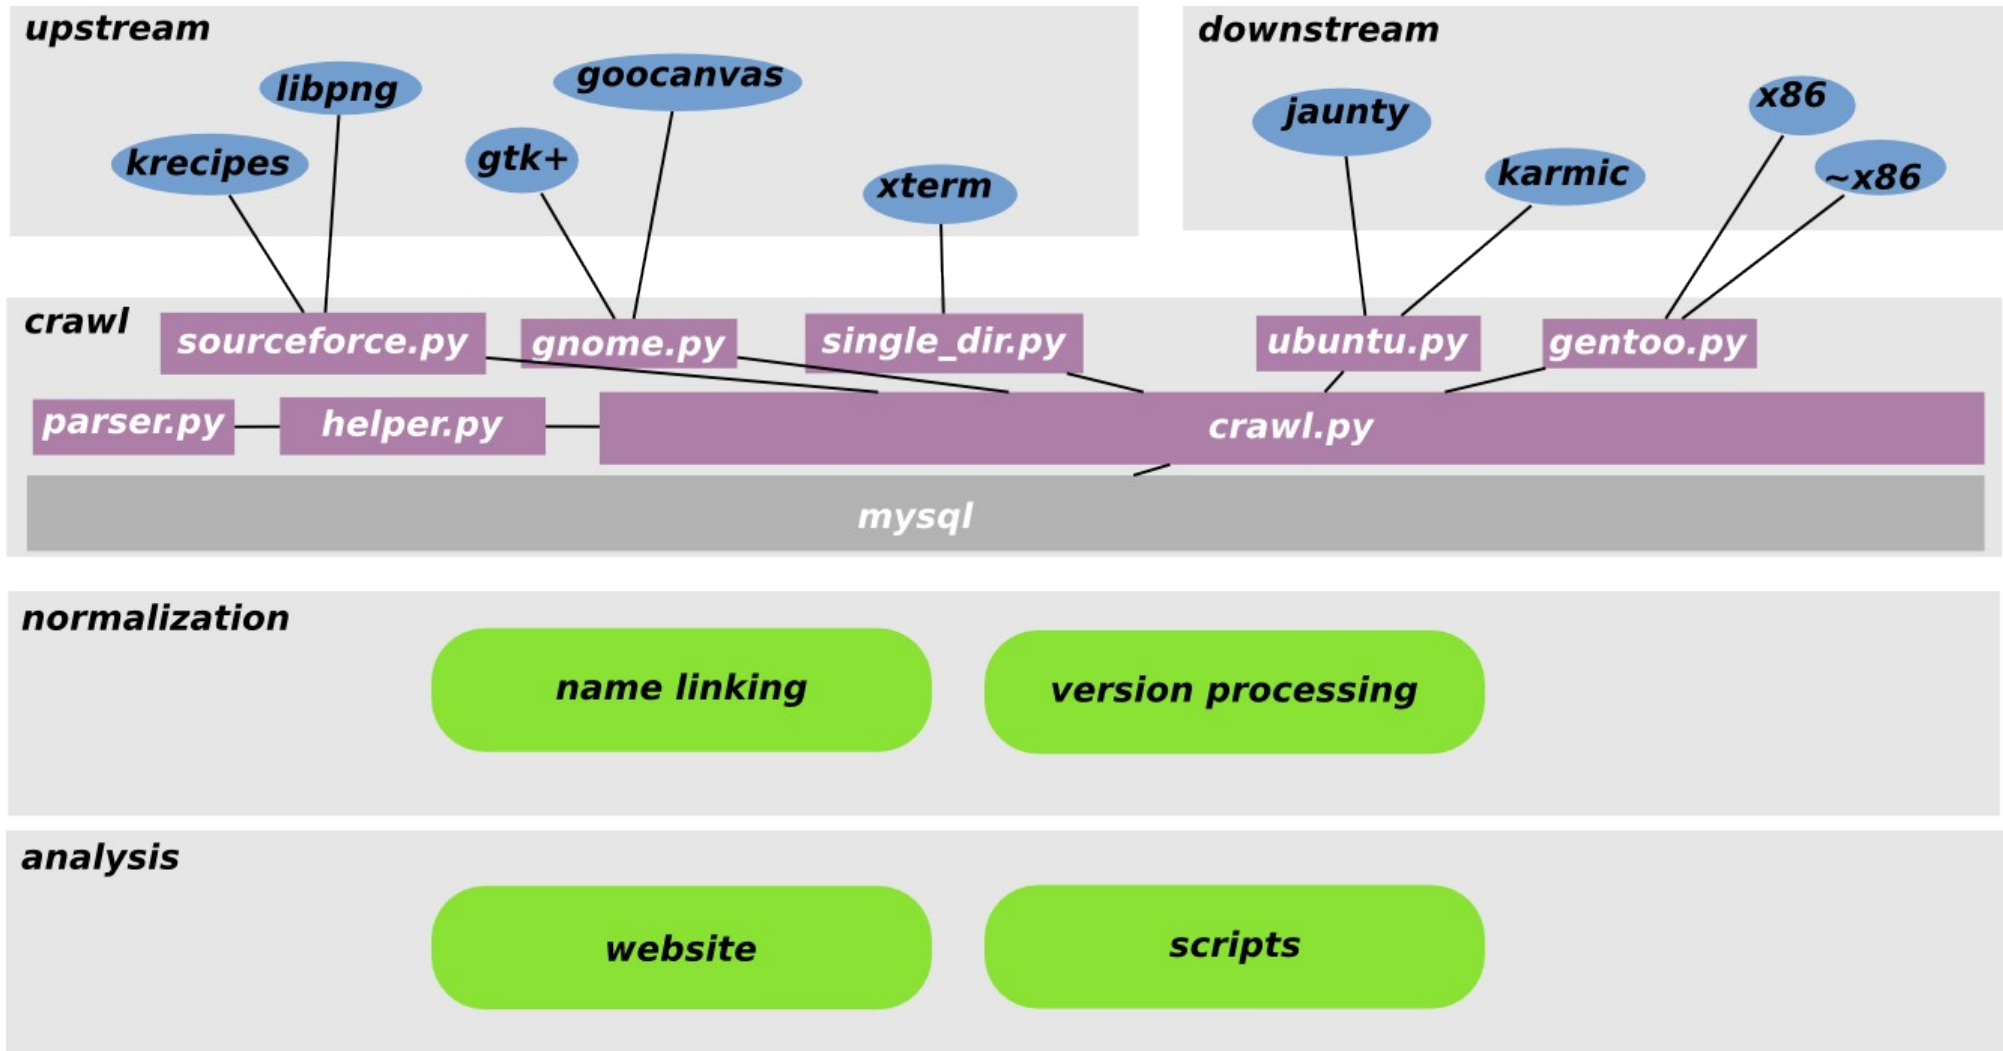 upstream
downstream
libpng
goocanvas
krecipes
gtk+
xterm
jaunty
karmic
x86
~x86
crawl
sourceforce.py
gnome.py
single_dir.py
ubuntu.py
gentoo.py
parser.py
helper.py
crawl.py
mysql
normalization
name linking
version processing
analysis
website
scripts